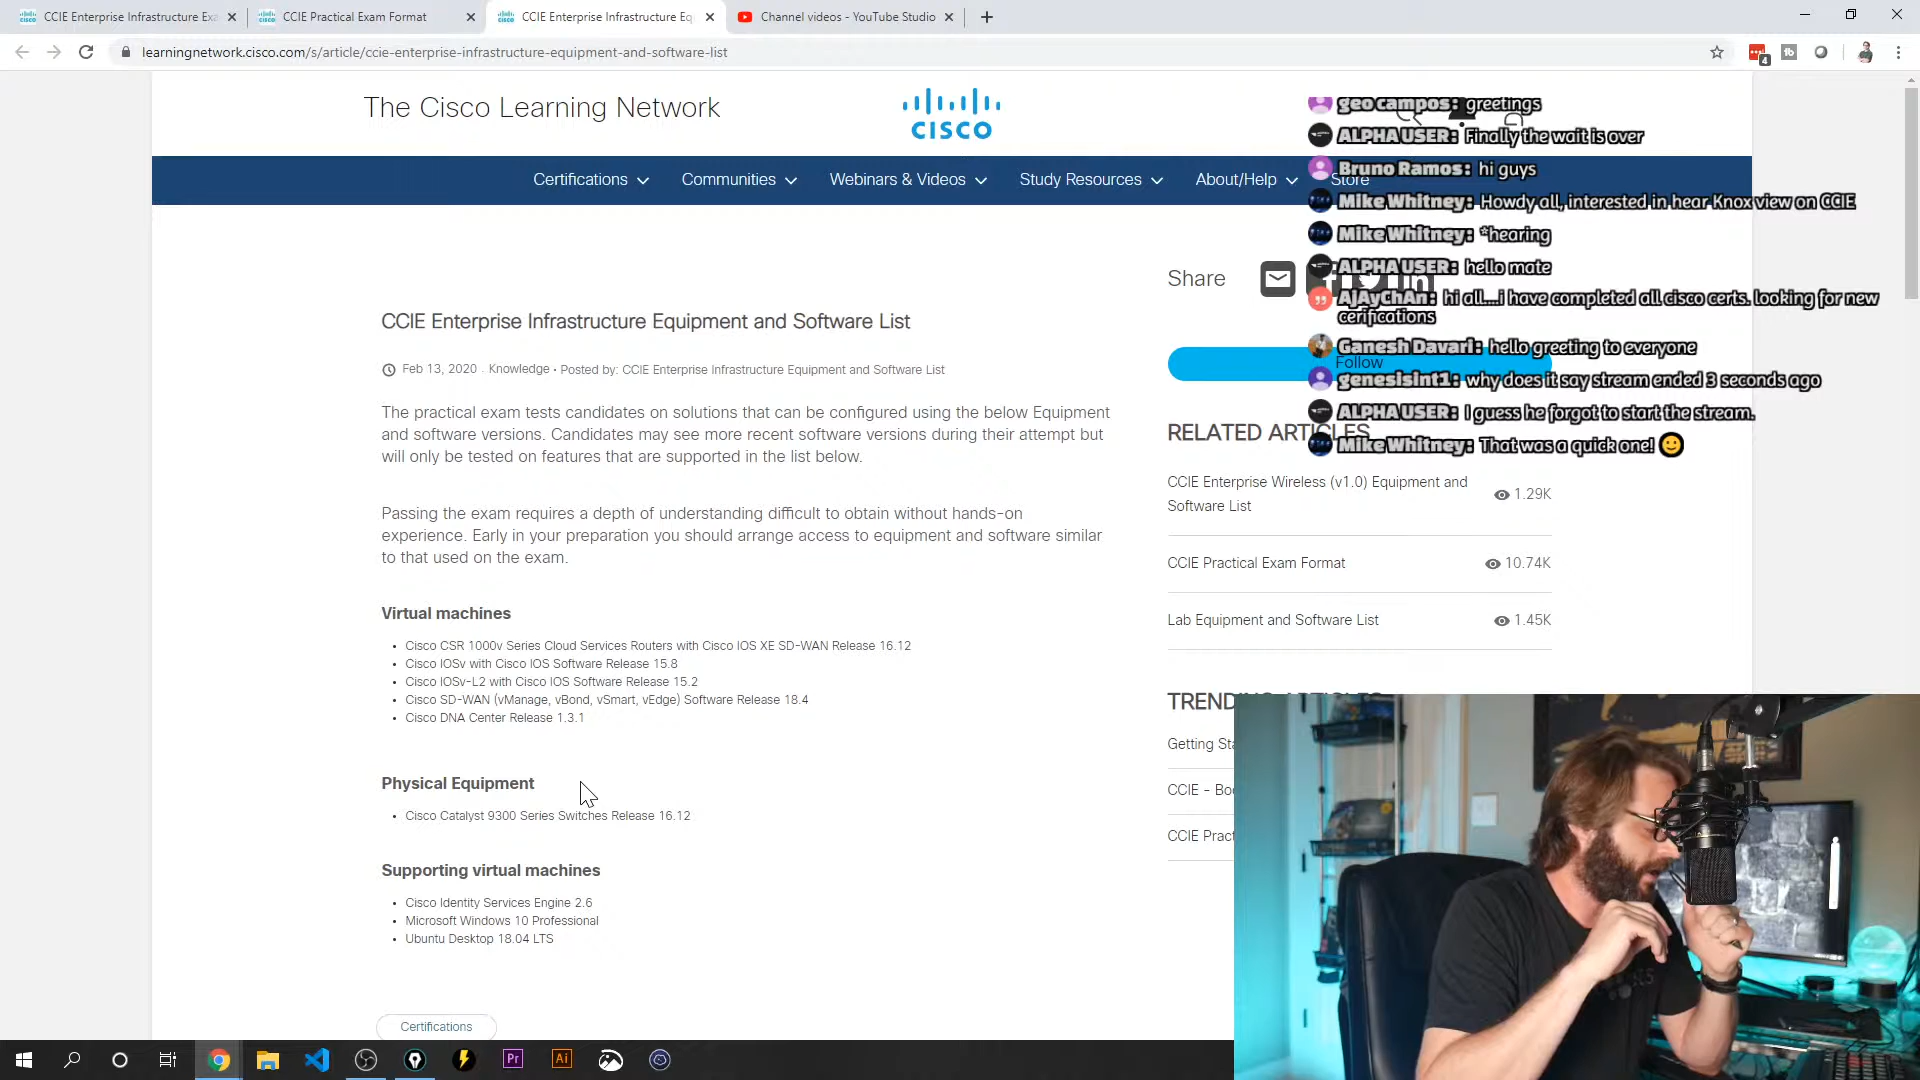 CCIE Enterprise Infrastructure Exa
CCIE Practical Exam Format
CCIE Enterprise Infrastructure Eq
Channel videos - YouTube Studio
learningnetwork.cisco.com/s/article/ccie-enterprise-infrastructure-equipment-and-software-list
4
The Cisco Learning Network
CISCO
Certifications
Communities
Webinars & Videos
Study Resources
About/Help
Store
geo campos: greetings
ALPHA USER: Finally the wait is over
Bruno Ramos: hi guys
Mike Whitney: Howdy all, interested in hear Knox view on CCIE
Mike Whitney: *hearing
ALPHA USER: hello mate
AjAyChAn: hi all....i have completed all cisco certs. looking for new
cerifications
Ganesh Davari: hello greeting to everyone
genesisint1: why does it say stream ended 3 seconds ago
ALPHA USER: I guess he forgot to start the stream.
Mike Whitney: That was a quick one! 🙂
Share
Follow
CCIE Enterprise Infrastructure Equipment and Software List
Feb 13, 2020 . Knowledge • Posted by: CCIE Enterprise Infrastructure Equipment and Software List
The practical exam tests candidates on solutions that can be configured using the below Equipment
and software versions. Candidates may see more recent software versions during their attempt but
will only be tested on features that are supported in the list below.
Passing the exam requires a depth of understanding difficult to obtain without hands-on
experience. Early in your preparation you should arrange access to equipment and software similar
to that used on the exam.
Virtual machines
• Cisco CSR 1000v Series Cloud Services Routers with Cisco IOS XE SD-WAN Release 16.12
• Cisco IOSv with Cisco IOS Software Release 15.8
• Cisco IOSv-L2 with Cisco IOS Software Release 15.2
• Cisco SD-WAN (vManage, vBond, vSmart, vEdge) Software Release 18.4
• Cisco DNA Center Release 1.3.1
Physical Equipment
• Cisco Catalyst 9300 Series Switches Release 16.12
Supporting virtual machines
• Cisco Identity Services Engine 2.6
• Microsoft Windows 10 Professional
• Ubuntu Desktop 18.04 LTS
Certifications
RELATED ARTICLES
CCIE Enterprise Wireless (v1.0) Equipment and
Software List
1.29K
CCIE Practical Exam Format
10.74K
Lab Equipment and Software List
1.45K
TRENDING ARTICLES
Getting Sta
CCIE - Boo
CCIE Pract
Pr
Ai